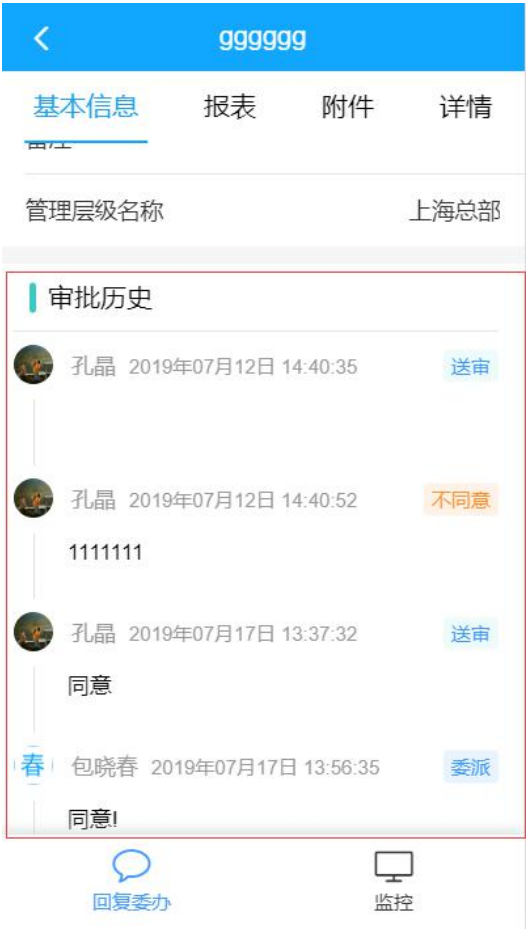 gggggg
基本信息 报表 附件 详情
备注
管理层级名称 上海总部
审批历史
孔晶 2019年07月12日 14:40:35 送审
孔晶 2019年07月12日 14:40:52 不同意
1111111
孔晶 2019年07月17日 13:37:32 送审
同意
春 包晓春 2019年07月17日 13:56:35 委派
同意!
回复委办 监控